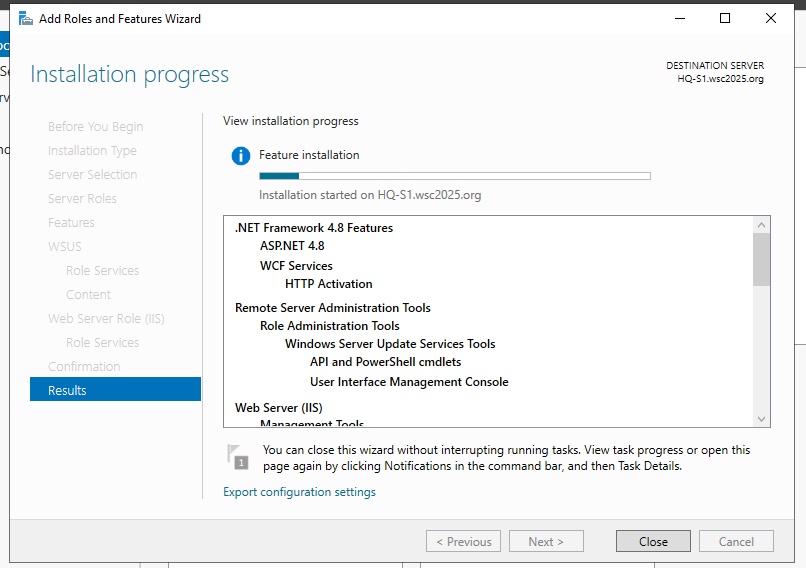 Add Roles and Features Wizard
Installation progress
DESTINATION SERVER
HQ-S1.wsc2025.org
Before You Begin
Installation Type
Server Selection
Server Roles
Features
WSUS
Role Services
Content
Web Server Role (IIS)
Role Services
Confirmation
Results
View installation progress
Feature installation
Installation started on HQ-S1.wsc2025.org
.NET Framework 4.8 Features
ASP.NET 4.8
WCF Services
HTTP Activation
Remote Server Administration Tools
Role Administration Tools
Windows Server Update Services Tools
API and PowerShell cmdlets
User Interface Management Console
Web Server (IIS)
Management Tools
1
You can close this wizard without interrupting running tasks. View task progress or open this
page again by clicking Notifications in the command bar, and then Task Details.
Export configuration settings
< Previous
Next >
Close
Cancel